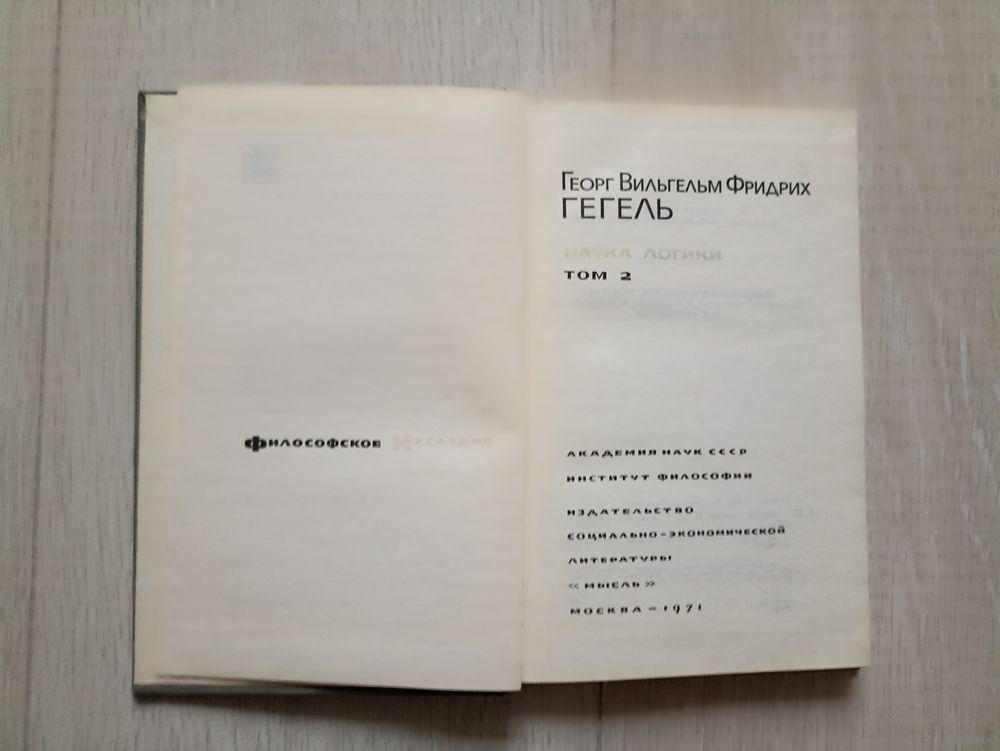 Философское Наследие
Георг Вильгельм Фридрих
ГЕГЕЛЬ
НАУКА ЛОГИКИ
ТОМ 2
АКАДЕМИЯ НАУК СССР
ИНСТИТУТ ФИЛОСОФИИ
ИЗДАТЕЛЬСТВО
СОЦИАЛЬНО-ЭКОНОМИЧЕСКОЙ
ЛИТЕРАТУРЫ
«МЫСЛЬ»
МОСКВА – 1971